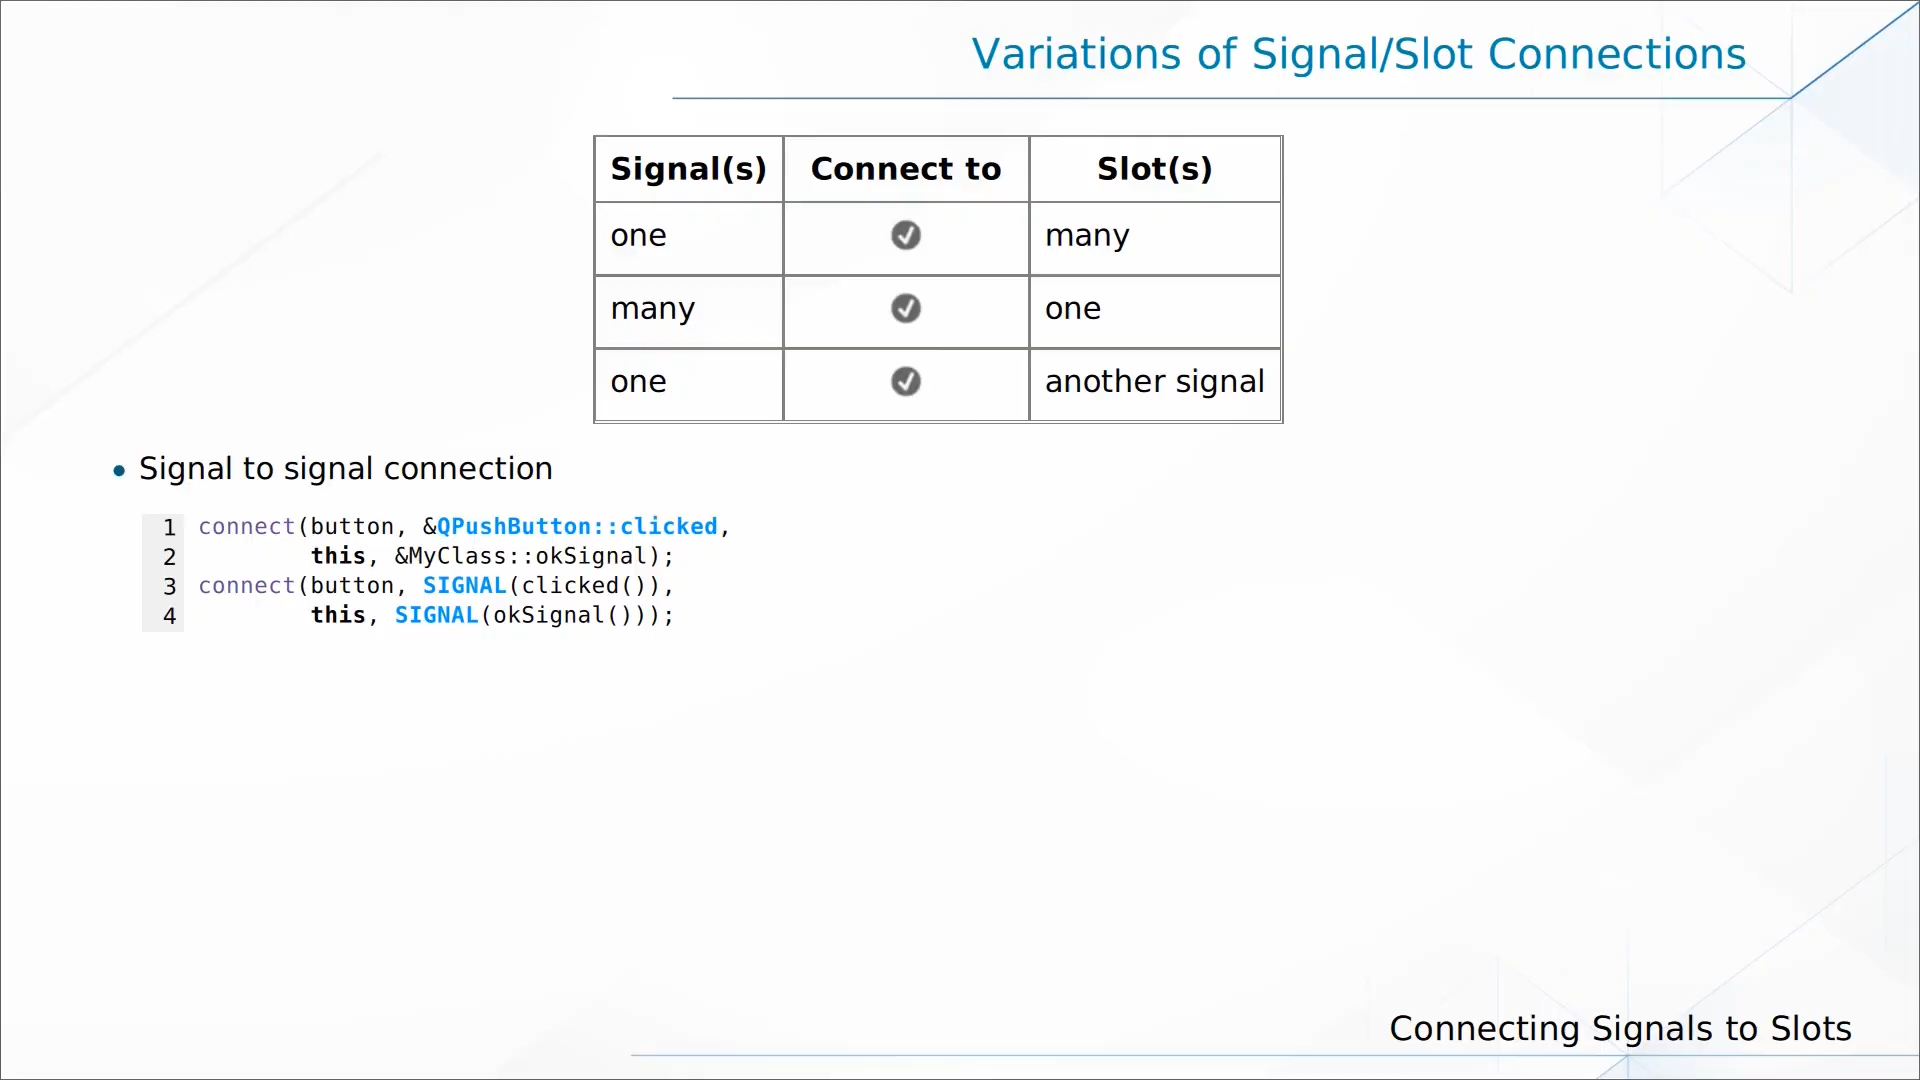 Variations of Signal/Slot Connections
Signal(s) Connect to Slot(s)
one many
many one
one another signal
Signal to signal connection
1 connect(button, &QPushButton::clicked,
2 this, &MyClass::okSignal);
3 connect(button, SIGNAL(clicked()),
4 this, SIGNAL(okSignal()));
Connecting Signals to Slots